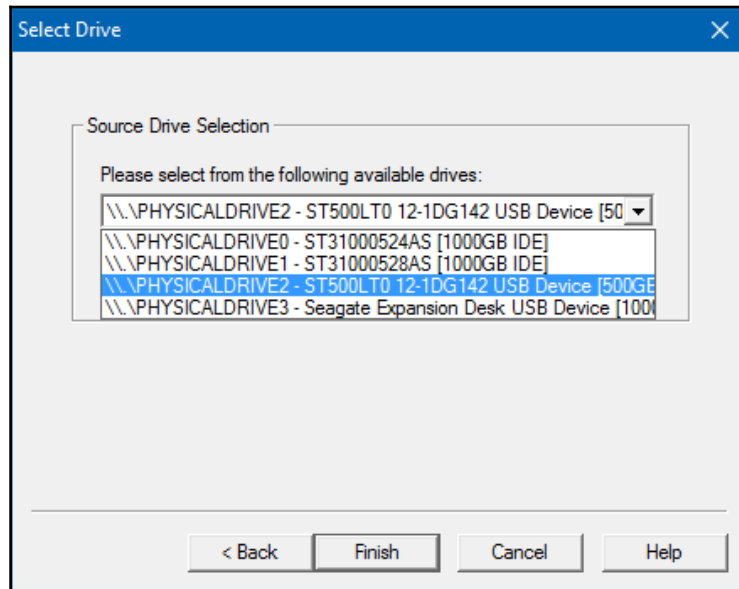 Select Drive
Source Drive Selection
Please select from the following available drives:
\\.\PHYSICALDRIVE2 - ST500LT0 12-1DG142 USB Device [50
\\.\PHYSICALDRIVE0 - ST31000524AS [1000GB IDE]
\\.\PHYSICALDRIVE1 - ST31000528AS [1000GB IDE]
\\.\PHYSICALDRIVE2 - ST500LT0 12-1DG142 USB Device [500GB
\\.\PHYSICALDRIVE3 - Seagate Expansion Desk USB Device [100
< Back Finish Cancel Help